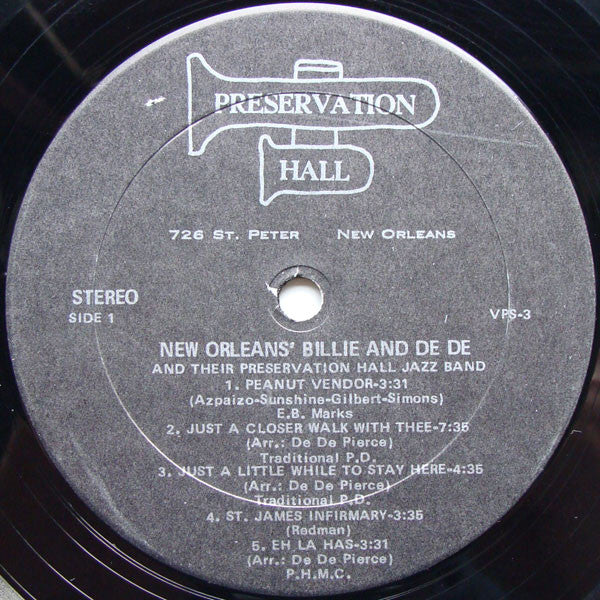 PRESERVATION
HALL
726 ST. PETER NEW ORLEANS
STEREO
SIDE 1
VPS-3
NEW ORLEANS' BILLIE AND DE DE
AND THEIR PRESERVATION HALL JAZZ BAND
1. PEANUT VENDOR-3:31
(Azpaizo-Sunshine-Gilbert-Simons)
E.B. Marks
2. JUST A CLOSER WALK WITH THEE-7:35
(Arr.: De De Pierce)
Traditional P.D.
3. JUST A LITTLE WHILE TO STAY HERE-4:35
(Arr.: De De Pierce)
Traditional P.D.
4. ST. JAMES INFIRMARY-3:35
(Redman)
5. EH LA HAS-3:31
(Arr.: De De Pierce)
P.H.M.C.